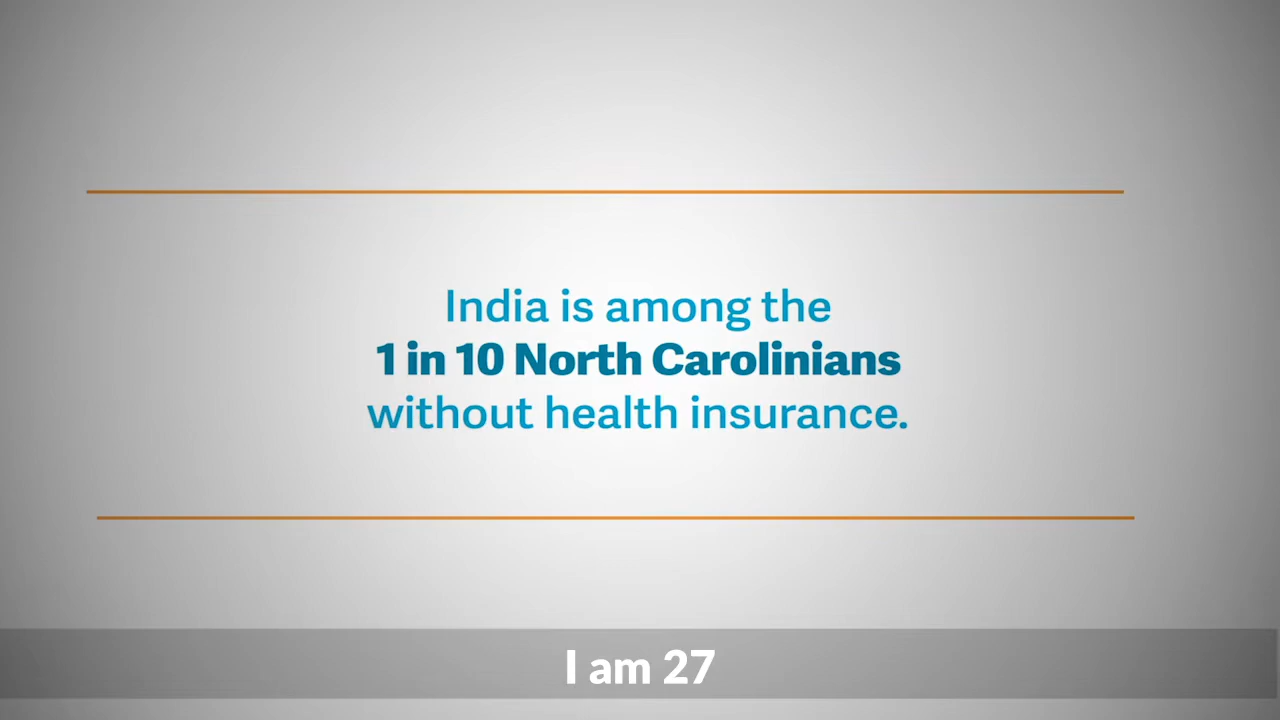 India is among the
1 in 10 North Carolinians
without health insurance.
I am 27